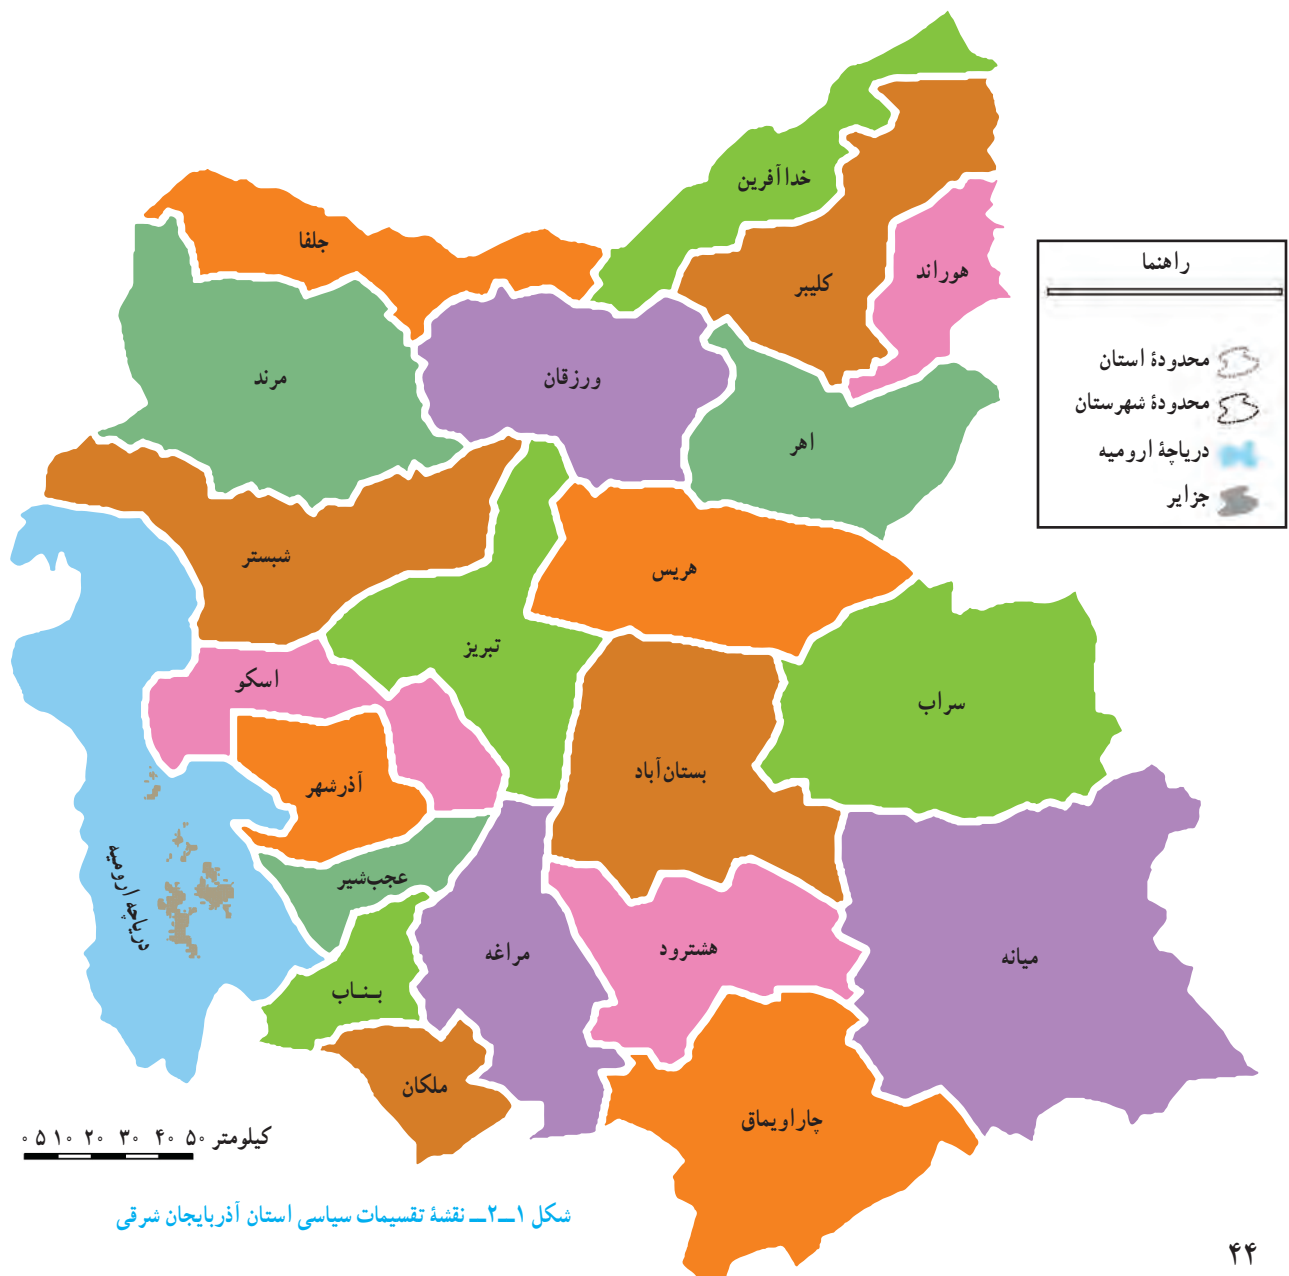 خداآفرین
جلفا
هوراند
کلیبر
مرند
ورزقان
اهر
شبستر
هریس
تبریز
اسکو
سراب
بستان‌آباد
آذرشهر
دریاچه ارومیه
عجب‌شیر
هشترود
مراغه
میانه
بـنـاب
ملکان
چاراویماق
راهنما
محدودهٔ استان
محدودهٔ شهرستان
دریاچهٔ ارومیه
جزایر
۰ ۵ ۱۰ ۲۰ ۳۰ ۴۰ ۵۰ کیلومتر
شکل ۱ــ۲ــ نقشهٔ تقسیمات سیاسی استان آذربایجان شرقی
۴۴